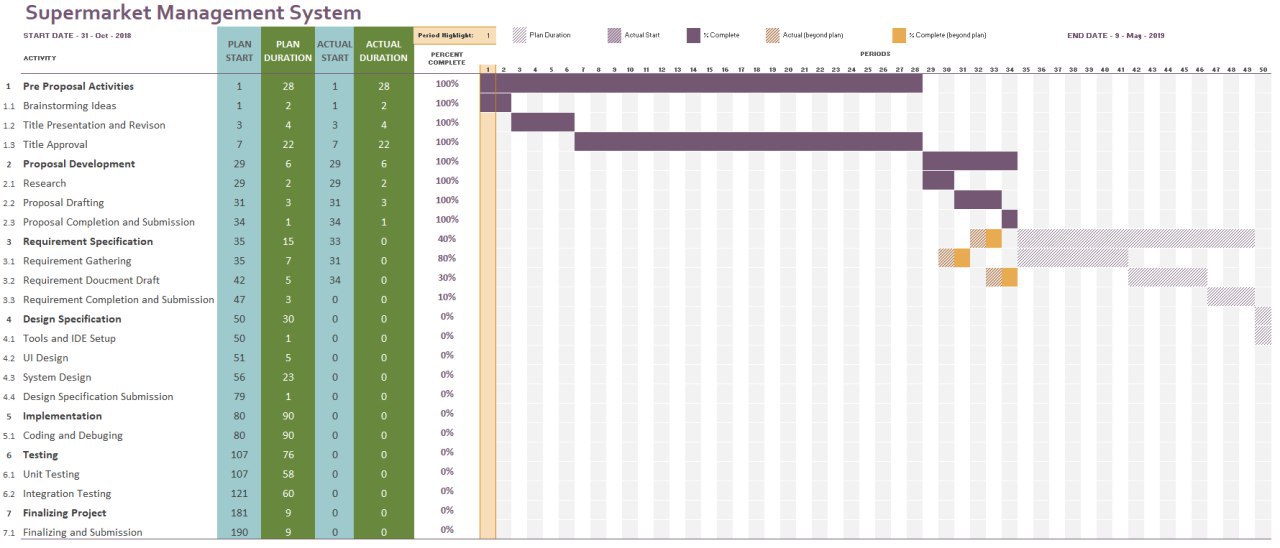 Supermarket Management System
START DATE - 31 - Oct - 2018
Period Highlight: 1 Plan Duration Actual Start % Complete Actual (beyond plan) % Complete (beyond plan) END DATE - 9 - May - 2019
ACTIVITY PLAN START PLAN DURATION ACTUAL START ACTUAL DURATION PERCENT COMPLETE PERIODS
1 2 3 4 5 6 7 8 9 10 11 12 13 14 15 16 17 18 19 20 21 22 23 24 25 26 27 28 29 30 31 32 33 34 35 36 37 38 39 40 41 42 43 44 45 46 47 48 49 50
1 Pre Proposal Activities 1 28 1 28 100%
1.1 Brainstorming Ideas 1 2 1 2 100%
1.2 Title Presentation and Revison 3 4 3 4 100%
1.3 Title Approval 7 22 7 22 100%
2 Proposal Development 29 6 29 6 100%
2.1 Research 29 2 29 2 100%
2.2 Proposal Drafting 31 3 31 3 100%
2.3 Proposal Completion and Submission 34 1 34 1 100%
3 Requirement Specification 35 15 33 0 40%
3.1 Requirement Gathering 35 7 31 0 80%
3.2 Requirement Doucment Draft 42 5 34 0 30%
3.3 Requirement Completion and Submission 47 3 0 0 10%
4 Design Specification 50 30 0 0 0%
4.1 Tools and IDE Setup 50 1 0 0 0%
4.2 UI Design 51 5 0 0 0%
4.3 System Design 56 23 0 0 0%
4.4 Design Specification Submission 79 1 0 0 0%
5 Implementation 80 90 0 0 0%
5.1 Coding and Debuging 80 90 0 0 0%
6 Testing 107 76 0 0 0%
6.1 Unit Testing 107 58 0 0 0%
6.2 Integration Testing 121 60 0 0 0%
7 Finalizing Project 181 9 0 0 0%
7.1 Finalizing and Submission 190 9 0 0 0%